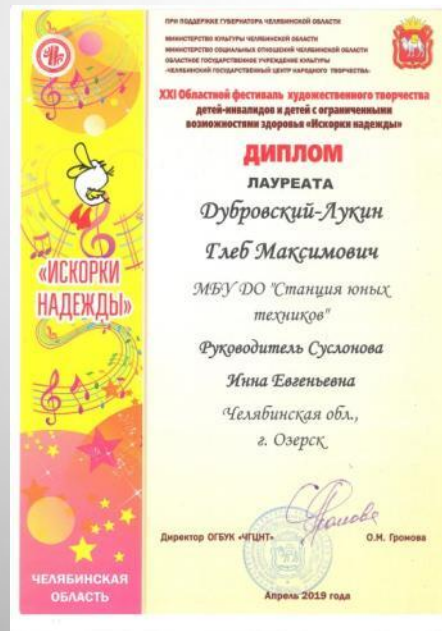 ПРИ ПОДДЕРЖКЕ ГУБЕРНАТОРА ЧЕЛЯБИНСКОЙ ОБЛАСТИ
МИНИСТЕРСТВО КУЛЬТУРЫ ЧЕЛЯБИНСКОЙ ОБЛАСТИ
МИНИСТЕРСТВО СОЦИАЛЬНЫХ ОТНОШЕНИЙ ЧЕЛЯБИНСКОЙ ОБЛАСТИ
ОБЛАСТНОЕ ГОСУДАРСТВЕННОЕ УЧРЕЖДЕНИЕ КУЛЬТУРЫ
«ЧЕЛЯБИНСКИЙ ГОСУДАРСТВЕННЫЙ ЦЕНТР НАРОДНОГО ТВОРЧЕСТВА»
XXI Областной фестиваль художественного творчества
детей-инвалидов и детей с ограниченными
возможностями здоровья «Искорки надежды»
ДИПЛОМ
ЛАУРЕАТА
Дубровский-Лукин
Глеб Максимович
МБУ ДО "Станция юных
техников"
Руководитель Суслонова
Инна Евгеньевна
Челябинская обл.,
г. Озерск
Директор ОГБУК «ЧГЦНТ»
О.Н. Громова
Апрель 2019 года
«ИСКОРКИ
НАДЕЖДЫ»
ЧЕЛЯБИНСКАЯ
ОБЛАСТЬ